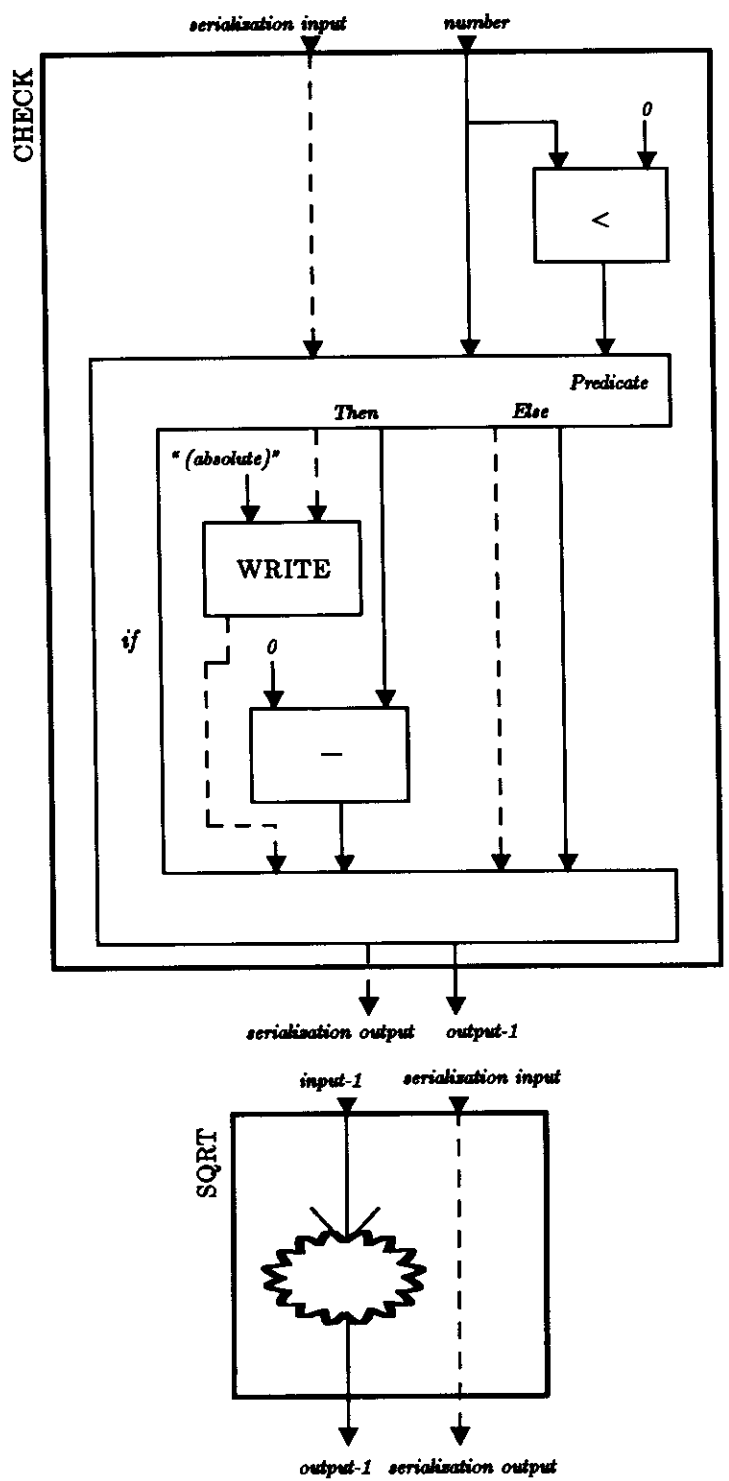 serialization input number
CHECK
0
<
Predicate
Then Else
"(absolute)"
WRITE
if
0
−
serialization output output-1
input-1 serialization input
SQRT
output-1 serialization output